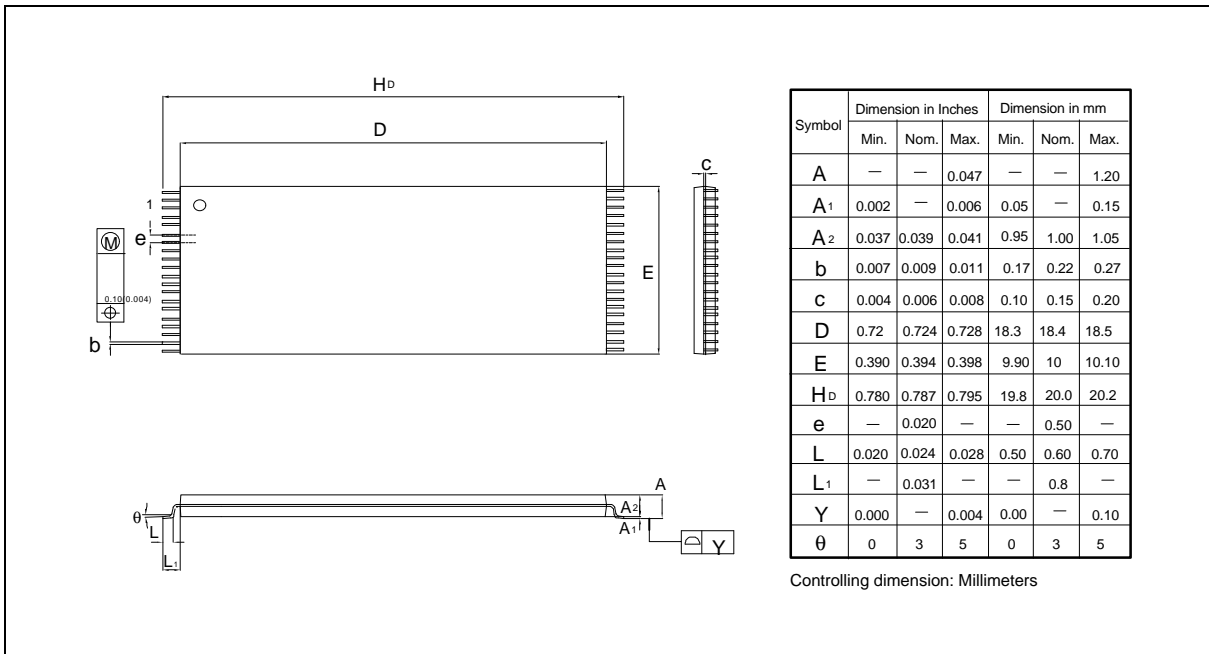 HD
D
c
1
e
M
E
0.10(0.004)
b
A
θ
A2
L
A1
L1
Y
Symbol Dimension in Inches Dimension in mm
Min. Nom. Max. Min. Nom. Max.
A — — 0.047 — — 1.20
A1 0.002 — 0.006 0.05 — 0.15
A2 0.037 0.039 0.041 0.95 1.00 1.05
b 0.007 0.009 0.011 0.17 0.22 0.27
c 0.004 0.006 0.008 0.10 0.15 0.20
D 0.72 0.724 0.728 18.3 18.4 18.5
E 0.390 0.394 0.398 9.90 10 10.10
HD 0.780 0.787 0.795 19.8 20.0 20.2
e — 0.020 — — 0.50 —
L 0.020 0.024 0.028 0.50 0.60 0.70
L1 — 0.031 — — 0.8 —
Y 0.000 — 0.004 0.00 — 0.10
θ 0 3 5 0 3 5
Controlling dimension: Millimeters